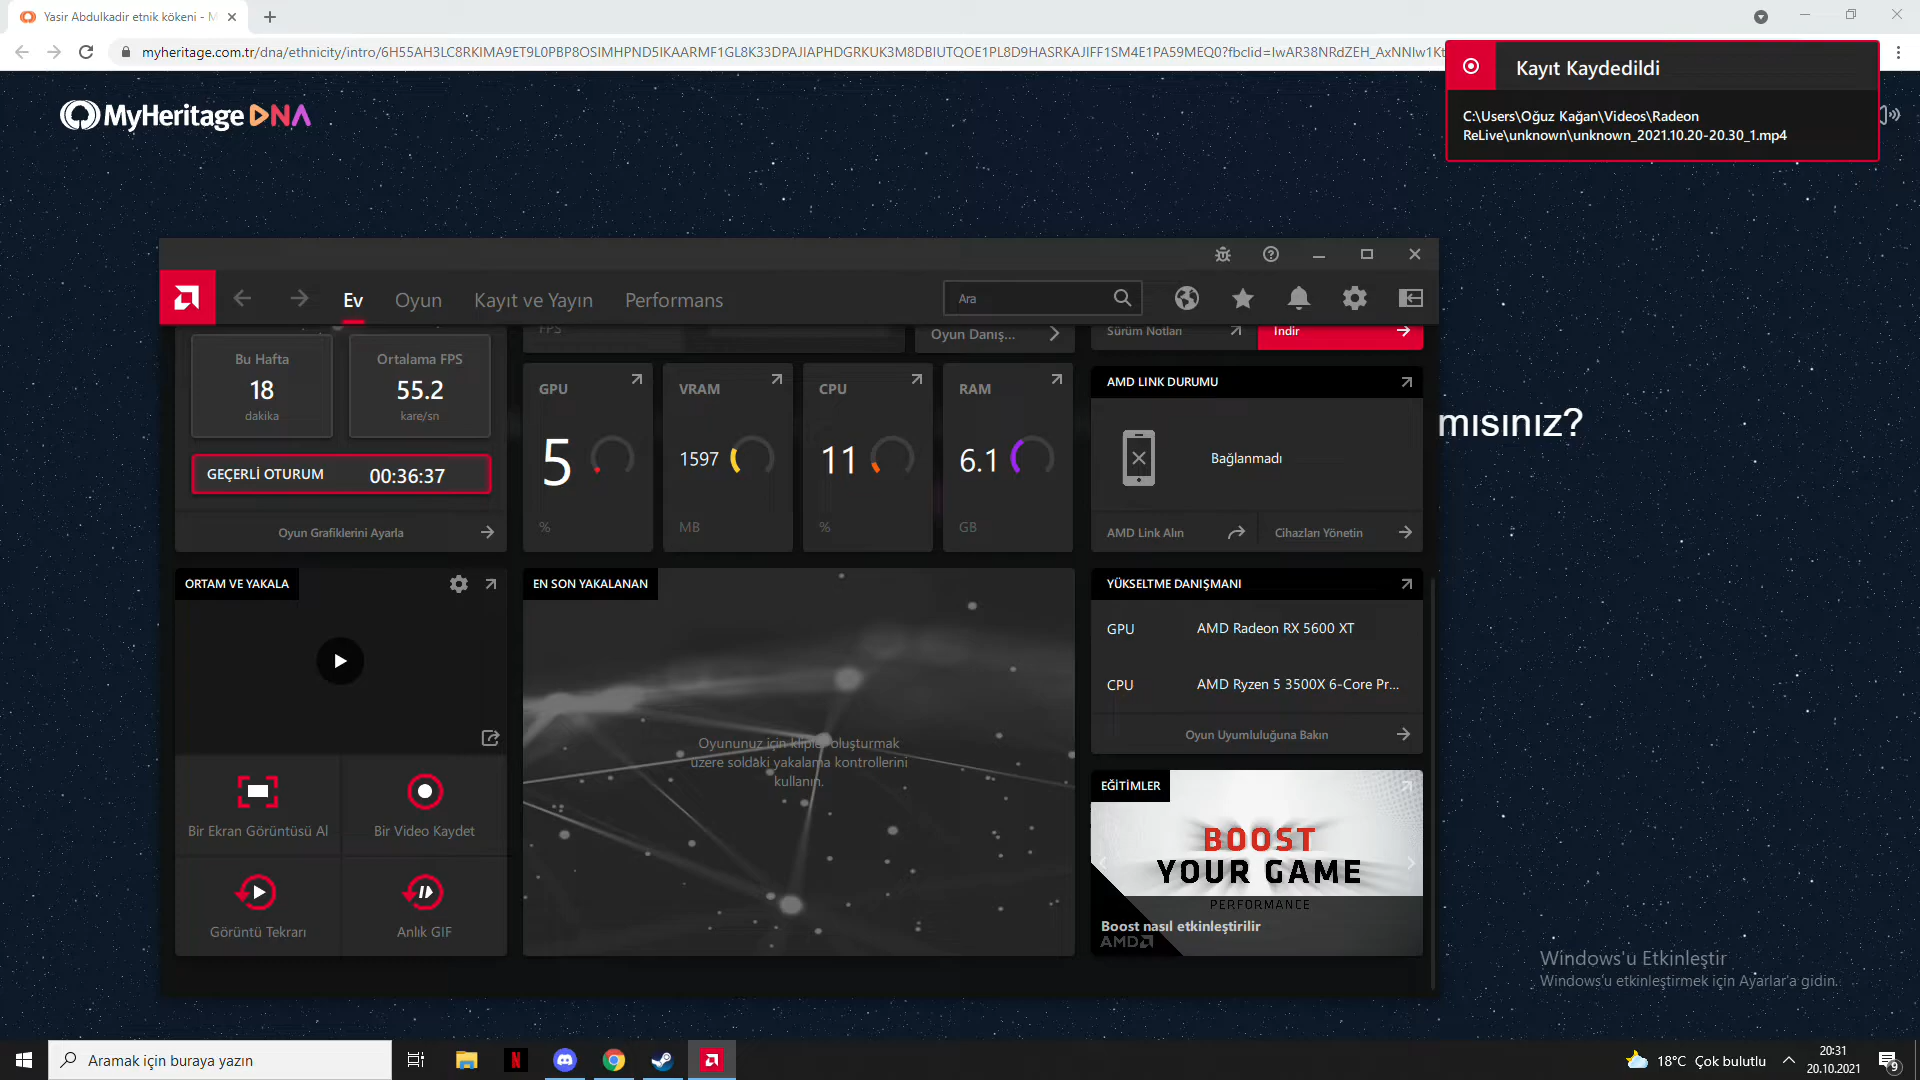 Yasir Abdulkadir etnik kökeni - M
myheritage.com.tr/dna/ethnicity/intro/6H55AH3LC8RKIMA9ET9L0PBP8OSIMHPND5IKAARMF1GL8K33DPAJIAPHDGRKUK3M8DBIUTQOE1PL8D9HASRKAJIFF1SM4E1PA59MEQ0?fbclid=IwAR38NRdZEH_AxNNIw1Kt
MyHeritage DNA
Kayıt Kaydedildi
C:\Users\Oğuz Kağan\Videos\Radeon
ReLive\unknown\unknown_2021.10.20-20.30_1.mp4
Ev
Oyun
Kayıt ve Yayın
Performans
Ara
Bu Hafta
18
dakika
Ortalama FPS
55.2
kare/sn
GEÇERLİ OTURUM 00:36:37
Oyun Grafiklerini Ayarla
FPS
Oyun Danış...
Sürüm Notları
İndir
GPU
5
%
VRAM
1597
MB
CPU
11
%
RAM
6.1
GB
AMD LINK DURUMU
Bağlanmadı
AMD Link Alın
Cihazları Yönetin
mısınız?
ORTAM VE YAKALA
Bir Ekran Görüntüsü Al
Bir Video Kaydet
Görüntü Tekrarı
Anlık GIF
EN SON YAKALANAN
Oyununuz için klipler oluşturmak
üzere soldaki yakalama kontrollerini
kullanın.
YÜKSELTME DANIŞMANI
GPU AMD Radeon RX 5600 XT
CPU AMD Ryzen 5 3500X 6-Core Pr...
Oyun Uyumluluğuna Bakın
EĞİTİMLER
BOOST
YOUR GAME
PERFORMANCE
Boost nasıl etkinleştirilir
AMD
Windows'u Etkinleştir
Windows'u etkinleştirmek için Ayarlar'a gidin.
Aramak için buraya yazın
18°C Çok bulutlu
20:31
20.10.2021
9